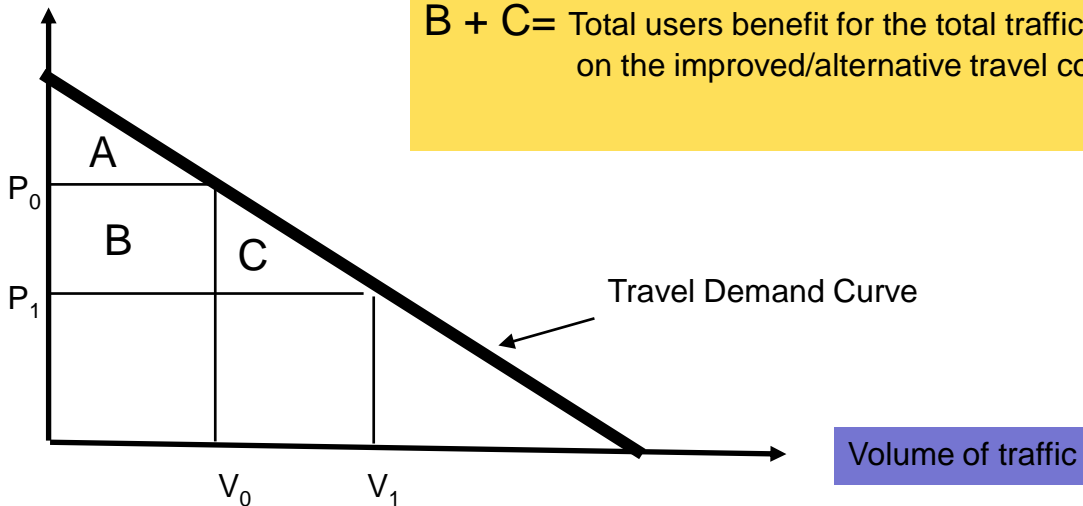 B + C= Total users benefit for the total traffic
on the improved/alternative travel
A
P0
B
C
P1
Travel Demand Curve
Volume of traffic
V0
V1